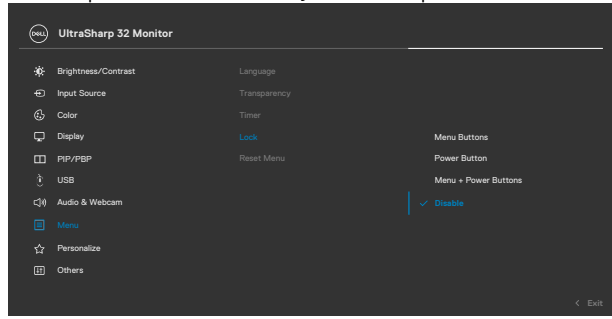 DELL
UltraSharp 32 Monitor
Brightness/Contrast
Input Source
Color
Display
PIP/PBP
USB
Audio & Webcam
Menu
Personalize
Others
Language
Transparency
Timer
Lock
Reset Menu
Menu Buttons
Power Button
Menu + Power Buttons
Disable
Exit